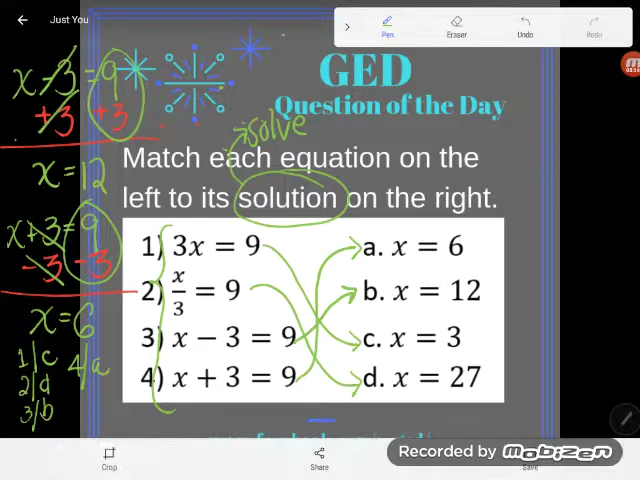 Just You
Pen
Eraser
Undo
Redo
GED
Question of the Day
solve
Match each equation on the
left to its solution on the right.
1) 3x = 9
2) x/3 = 9
3) x − 3 = 9
4) x + 3 = 9
a. x = 6
b. x = 12
c. x = 3
d. x = 27
x - 3 = 9
+3 +3
x = 12
x + 3 = 9
-3 -3
x = 6
1|c
2|d
3|b
4|a
Recorded by Mobizen
Crop
Share
Save